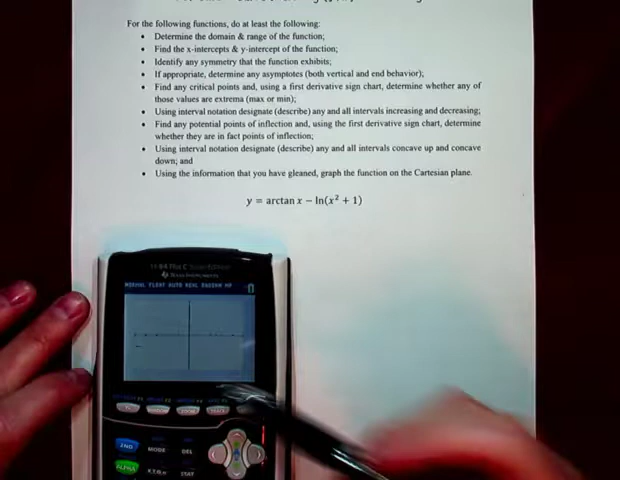 For the following functions, do at least the following:
• Determine the domain & range of the function;
• Find the x-intercepts & y-intercept of the function;
• Identify any symmetry that the function exhibits;
• If appropriate, determine any asymptotes (both vertical and end behavior);
• Find any critical points and, using a first derivative sign chart, determine whether any of
those values are extrema (max or min);
• Using interval notation designate (describe) any and all intervals increasing and decreasing;
• Find any potential points of inflection and, using the first derivative sign chart, determine
whether they are in fact points of inflection;
• Using interval notation designate (describe) any and all intervals concave up and concave
down; and
• Using the information that you have gleaned, graph the function on the Cartesian plane.
y = arctan x − ln(x² + 1)
TI-84 Plus C
NORMAL FLOAT AUTO REAL RADIAN MP
2ND MODE DEL
ALPHA X,T,θ,n STAT